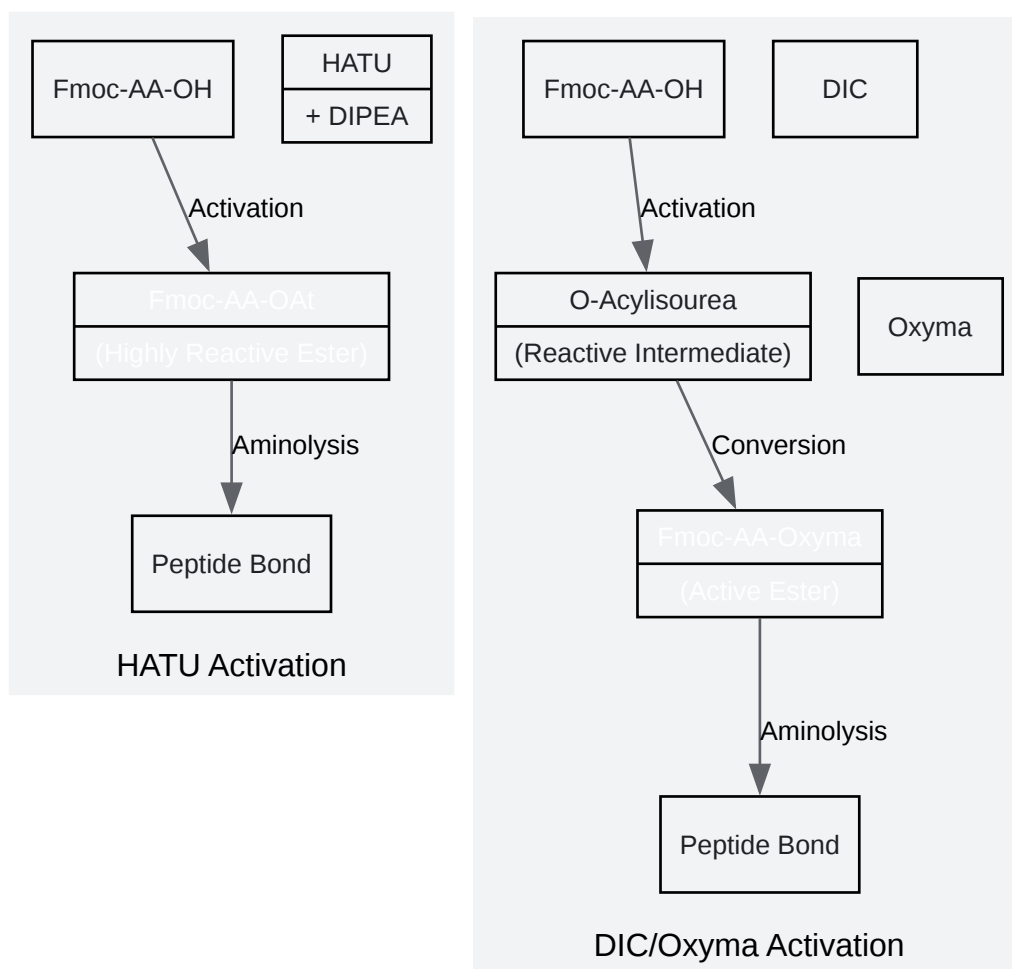 Fmoc-AA-OH
HATU
+ DIPEA
Activation
Fmoc-AA-OAt
(Highly Reactive Ester)
Aminolysis
Peptide Bond
HATU Activation
Fmoc-AA-OH
DIC
Activation
O-Acylisourea
(Reactive Intermediate)
Oxyma
Conversion
Fmoc-AA-Oxyma
(Active Ester)
Aminolysis
Peptide Bond
DIC/Oxyma Activation